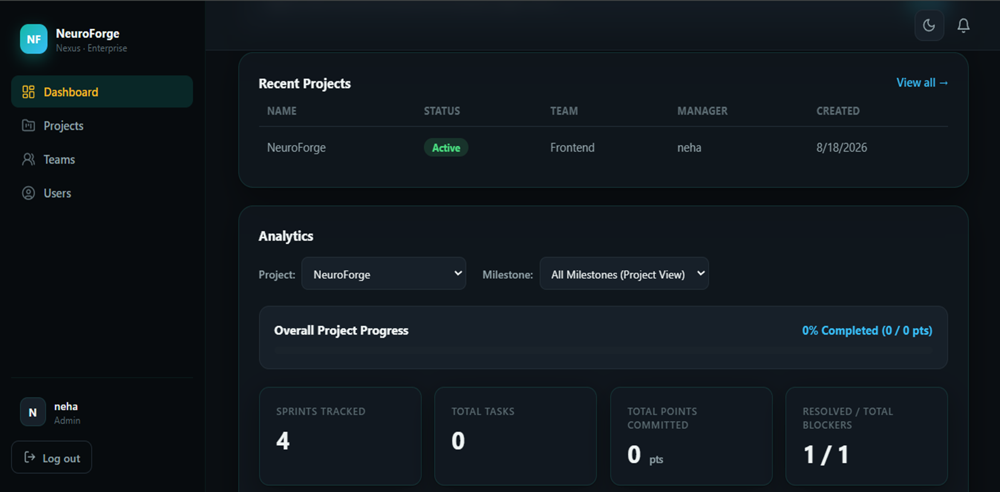 NF
NeuroForge
Nexus · Enterprise
Dashboard
Projects
Teams
Users
neha
N
Admin
Log out
Recent Projects
View all →
NAME STATUS TEAM MANAGER CREATED
NeuroForge Active Frontend neha 8/18/2026
Analytics
Project: NeuroForge Milestone: All Milestones (Project View)
Overall Project Progress 0% Completed (0 / 0 pts)
SPRINTS TRACKED
4
TOTAL TASKS
0
TOTAL POINTS
COMMITTED
0 pts
RESOLVED / TOTAL
BLOCKERS
1 / 1